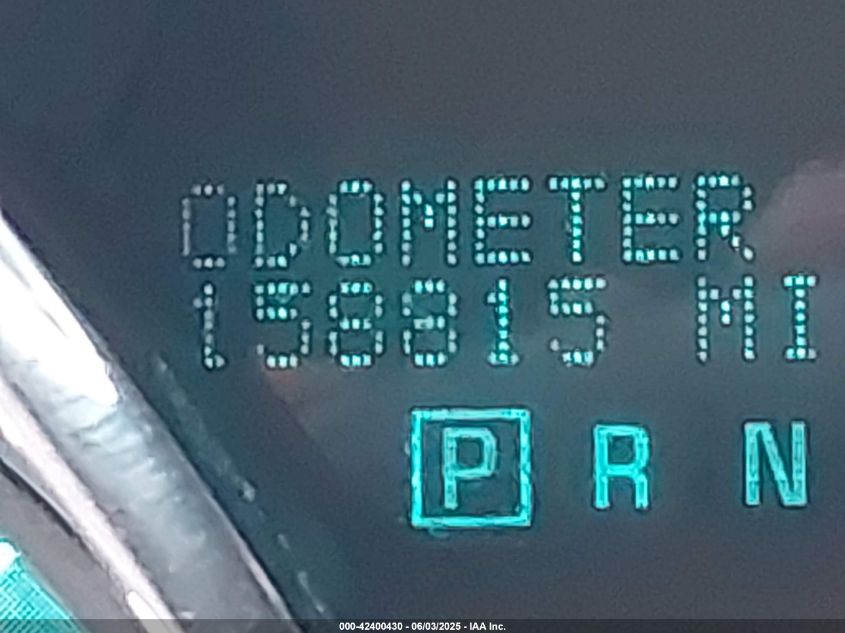 ODOMETER
158815 MI
P R N
000-42400430 - 06/03/2025 - IAA Inc.